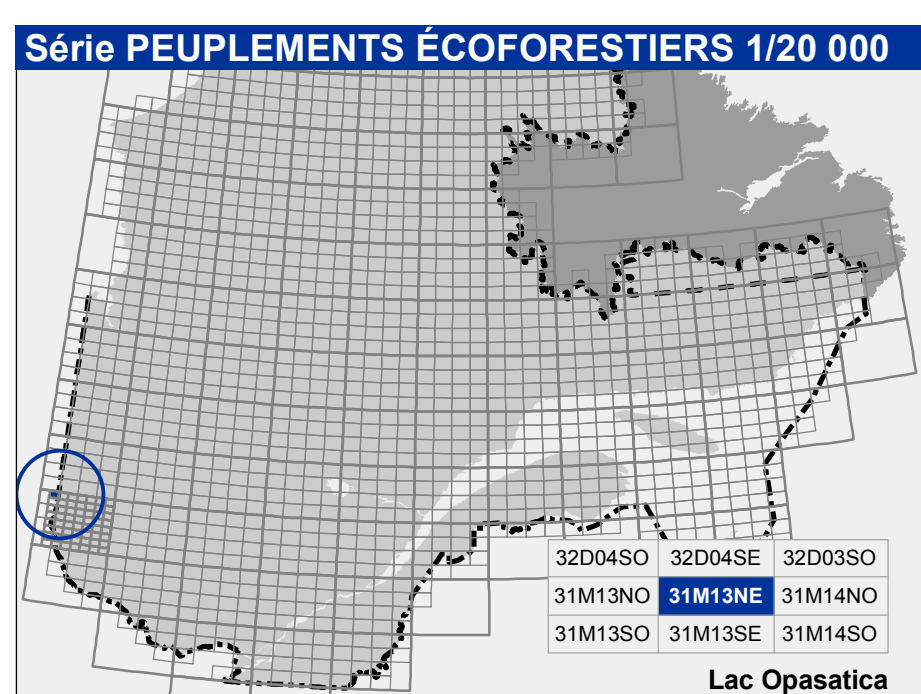 Série PEUPLEMENTS ÉCOFORESTIERS 1/20 000
32D04SO 32D04SE 32D03SO
31M13NO 31M13NE 31M14NO
31M13SO 31M13SE 31M14SO
Lac Opasatica